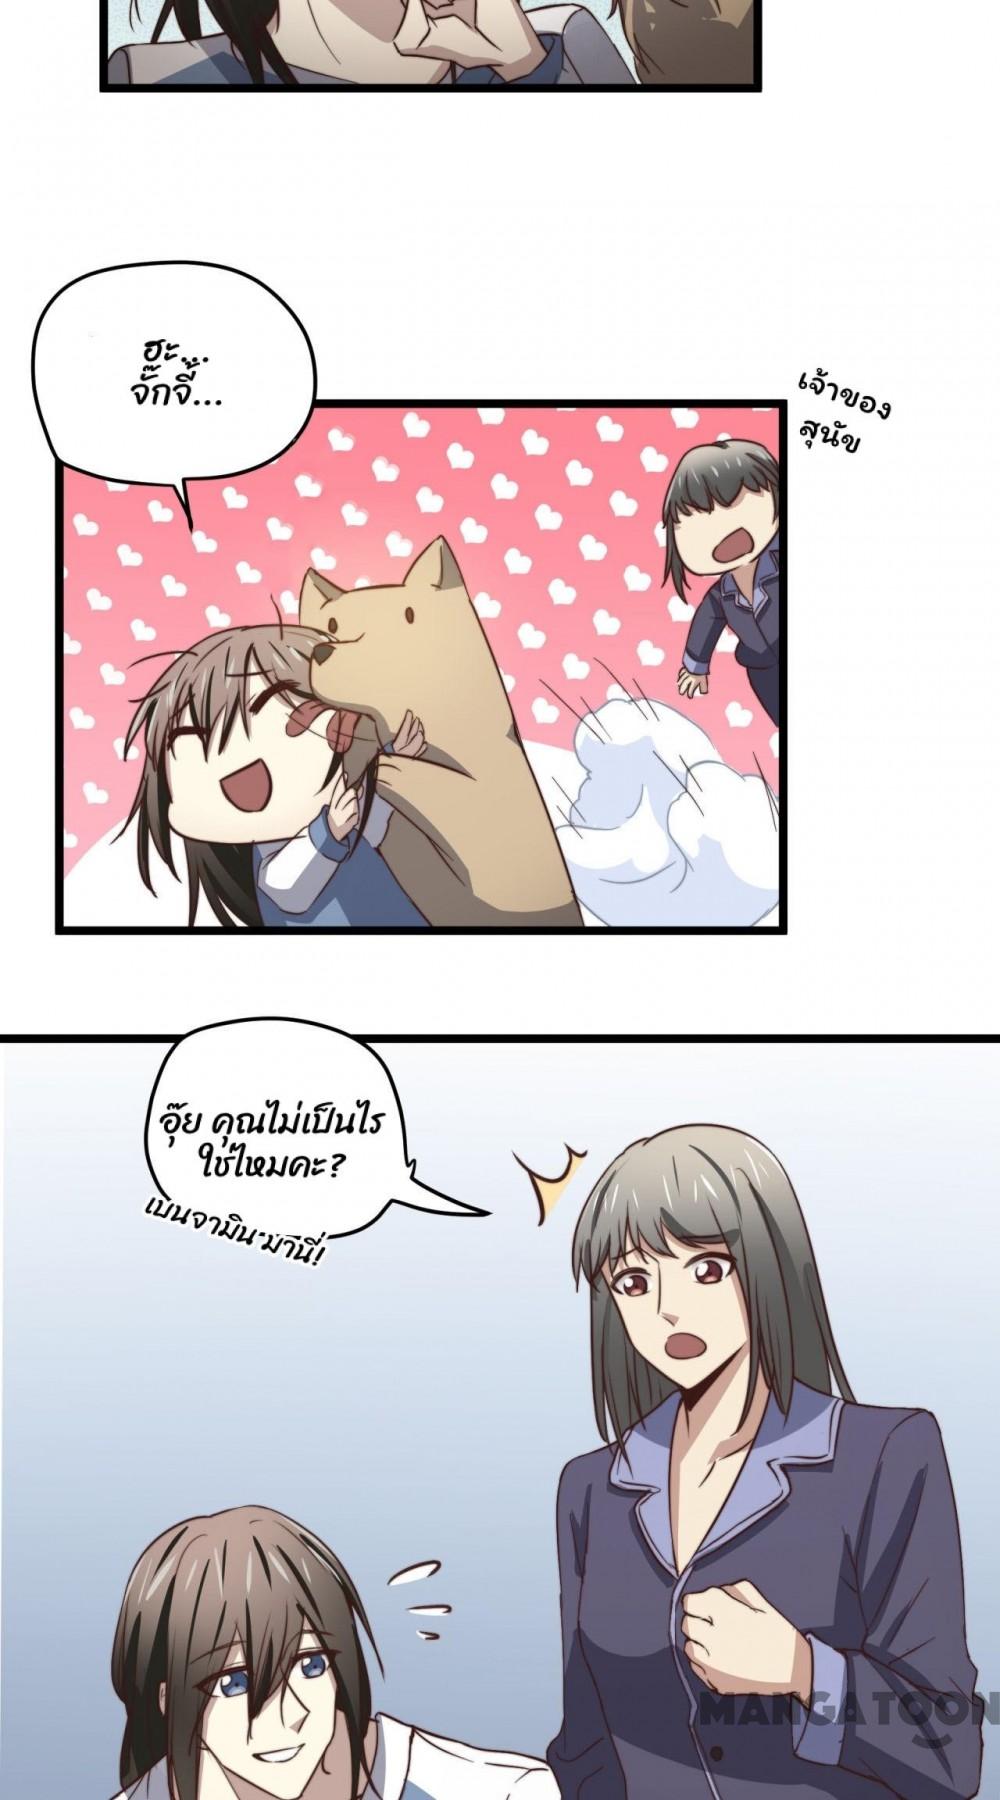 ฮะ...
จั๊กจี้...
เจ้าของ
สุนัข
อุ๊ย คุณไม่เป็นไร
ใช่ไหมคะ?
เบนจามิน มานี่!
MANGATOON